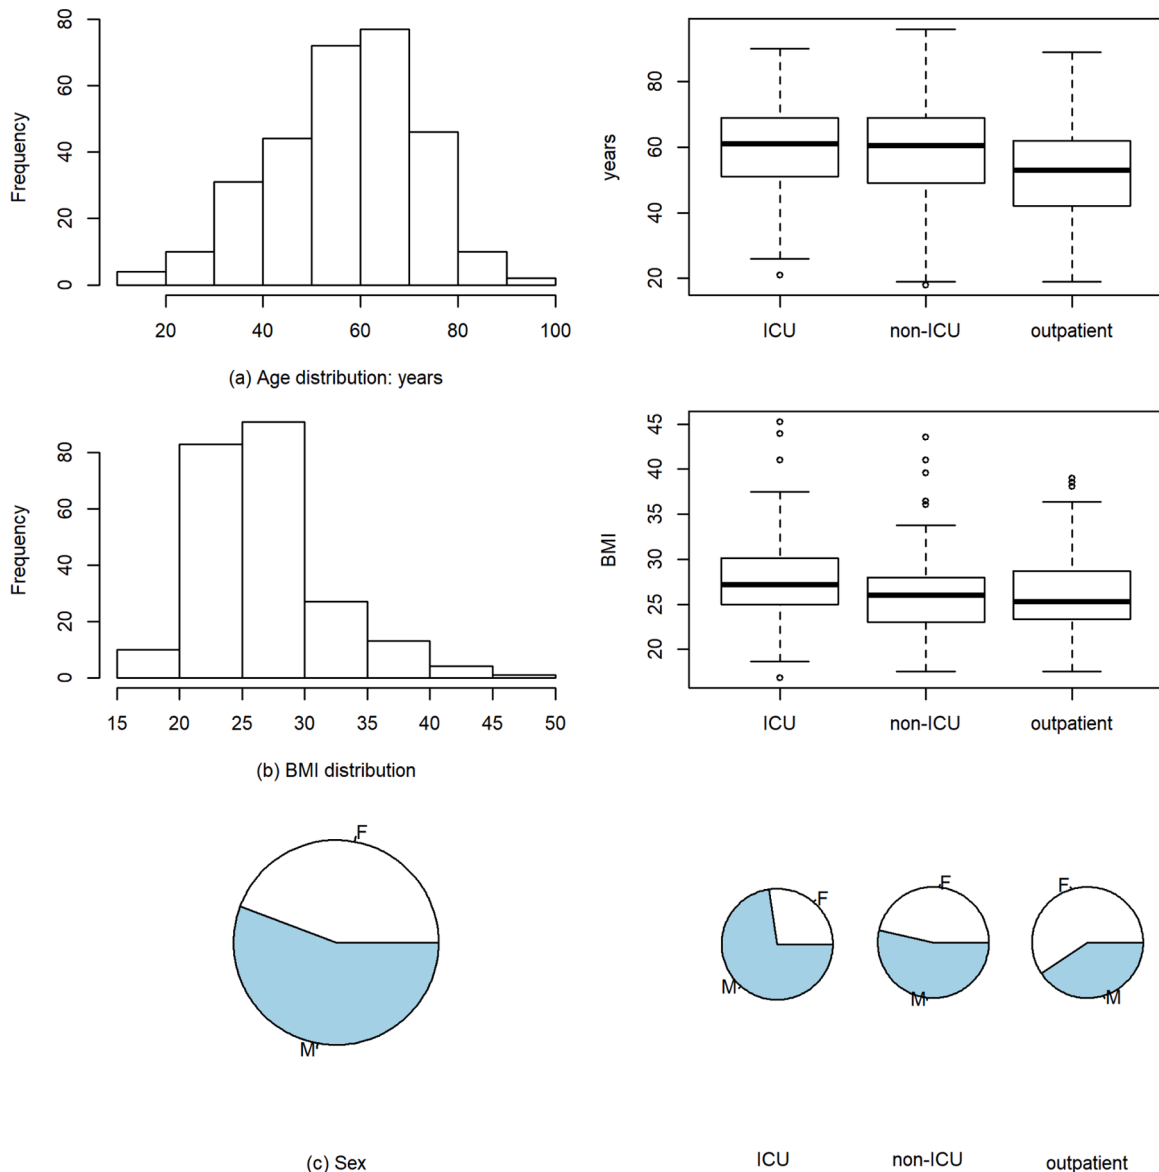 80
60
40
20
0
Frequency
20 40 60 80 100
(a) Age distribution: years
80
60
40
20
years
ICU non-ICU outpatient
80
60
40
20
0
Frequency
15 20 25 30 35 40 45 50
(b) BMI distribution
45
40
35
30
25
20
BMI
ICU non-ICU outpatient
F
M
(c) Sex
F
M
F
M
F
M
ICU non-ICU outpatient